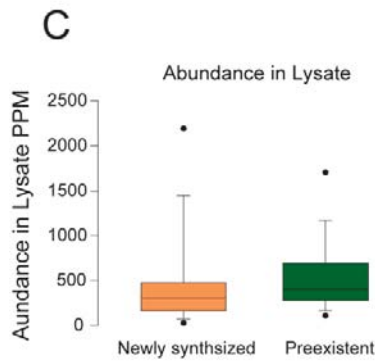 C
Abundance in Lysate
Aundance in Lysate PPM
2500
2000
1500
1000
500
0
Newly synthsized Preexistent